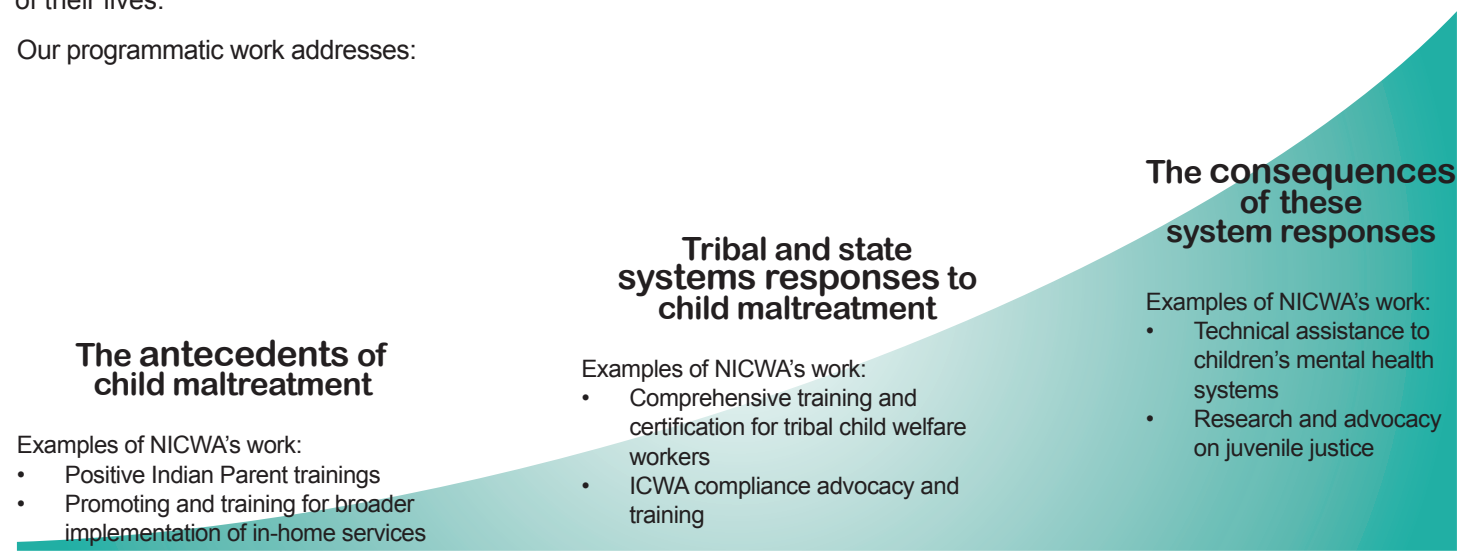 of their lives.
Our programmatic work addresses:
The antecedents of
child maltreatment
Examples of NICWA's work:
• Positive Indian Parent trainings
• Promoting and training for broader
implementation of in-home services
Tribal and state
systems responses to
child maltreatment
Examples of NICWA's work:
• Comprehensive training and
certification for tribal child welfare
workers
• ICWA compliance advocacy and
training
The consequences
of these
system responses
Examples of NICWA's work:
• Technical assistance to
children's mental health
systems
• Research and advocacy
on juvenile justice